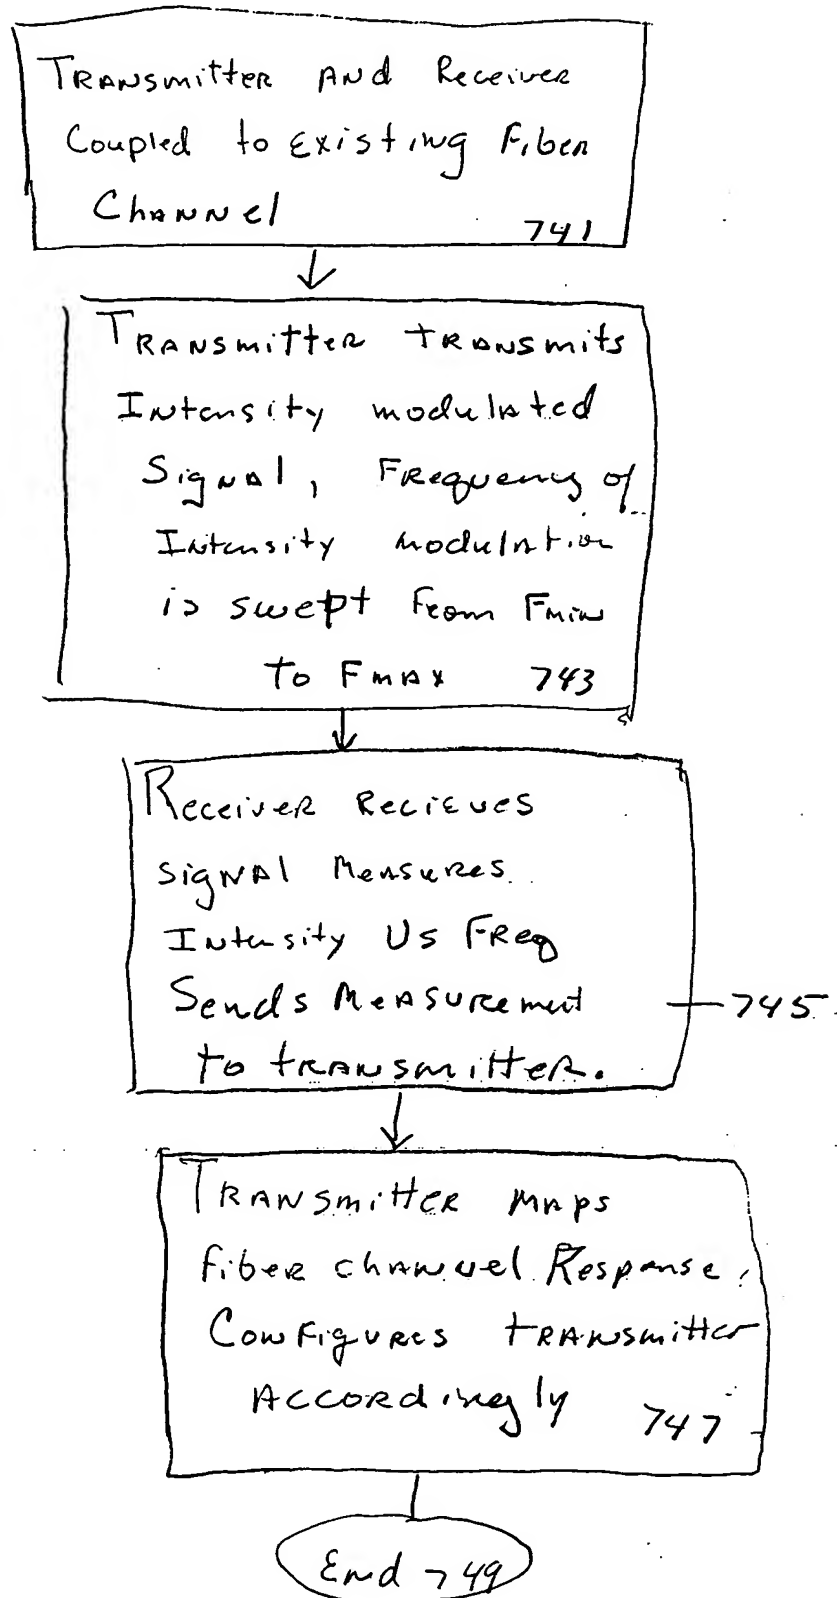 Transmitter and Receiver
Coupled to Existing Fiber
Channel
741
Transmitter transmits
Intensity modulated
Signal, Frequency of
Intensity modulation
is swept From Fmin
to Fmax 743
Receiver Recieves
signal Measures
Intensity Vs Freq
Sends Measurement
to transmitter.
745
Transmitter Maps
fiber channel Response,
Configures transmitter
Accordingly
747
End 749